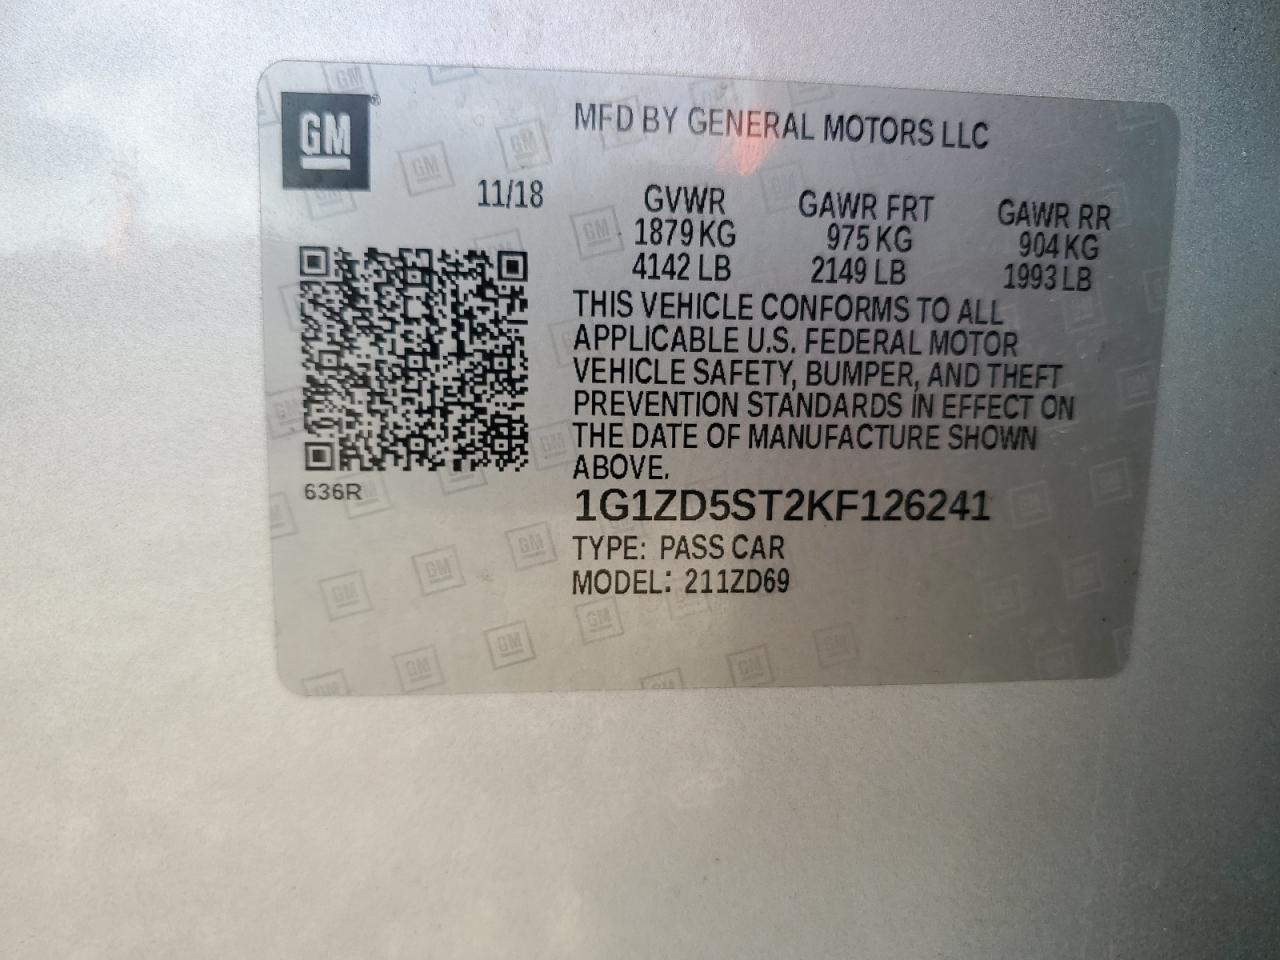 GM
MFD BY GENERAL MOTORS LLC
11/18
GVWR GAWR FRT GAWR RR
1879 KG 975 KG 904 KG
4142 LB 2149 LB 1993 LB
THIS VEHICLE CONFORMS TO ALL
APPLICABLE U.S. FEDERAL MOTOR
VEHICLE SAFETY, BUMPER, AND THEFT
PREVENTION STANDARDS IN EFFECT ON
THE DATE OF MANUFACTURE SHOWN
ABOVE.
636R
1G1ZD5ST2KF126241
TYPE: PASS CAR
MODEL: 211ZD69